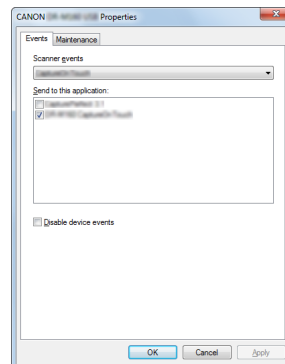 CANON Properties
Events Maintenance
Scanner events
Send to this application:
Disable device events
OK Cancel Apply